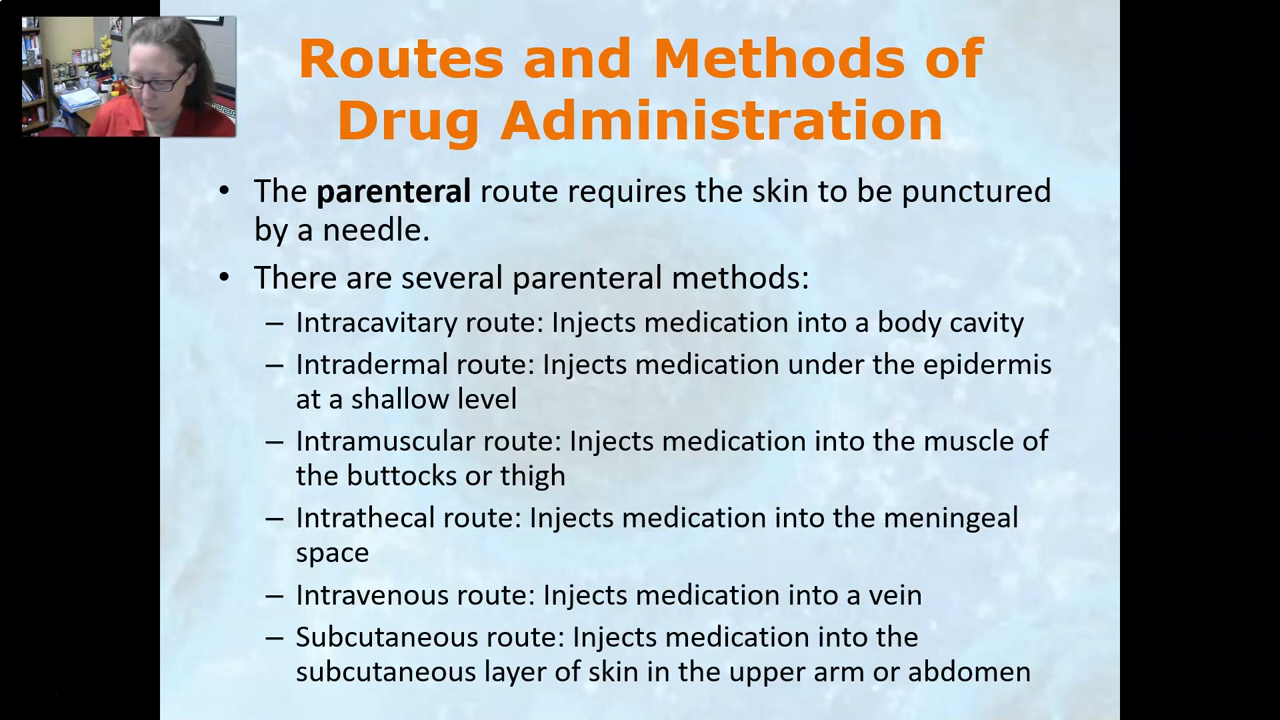 Routes and Methods of
Drug Administration
• The parenteral route requires the skin to be punctured
by a needle.
• There are several parenteral methods:
– Intracavitary route: Injects medication into a body cavity
– Intradermal route: Injects medication under the epidermis
at a shallow level
– Intramuscular route: Injects medication into the muscle of
the buttocks or thigh
– Intrathecal route: Injects medication into the meningeal
space
– Intravenous route: Injects medication into a vein
– Subcutaneous route: Injects medication into the
subcutaneous layer of skin in the upper arm or abdomen